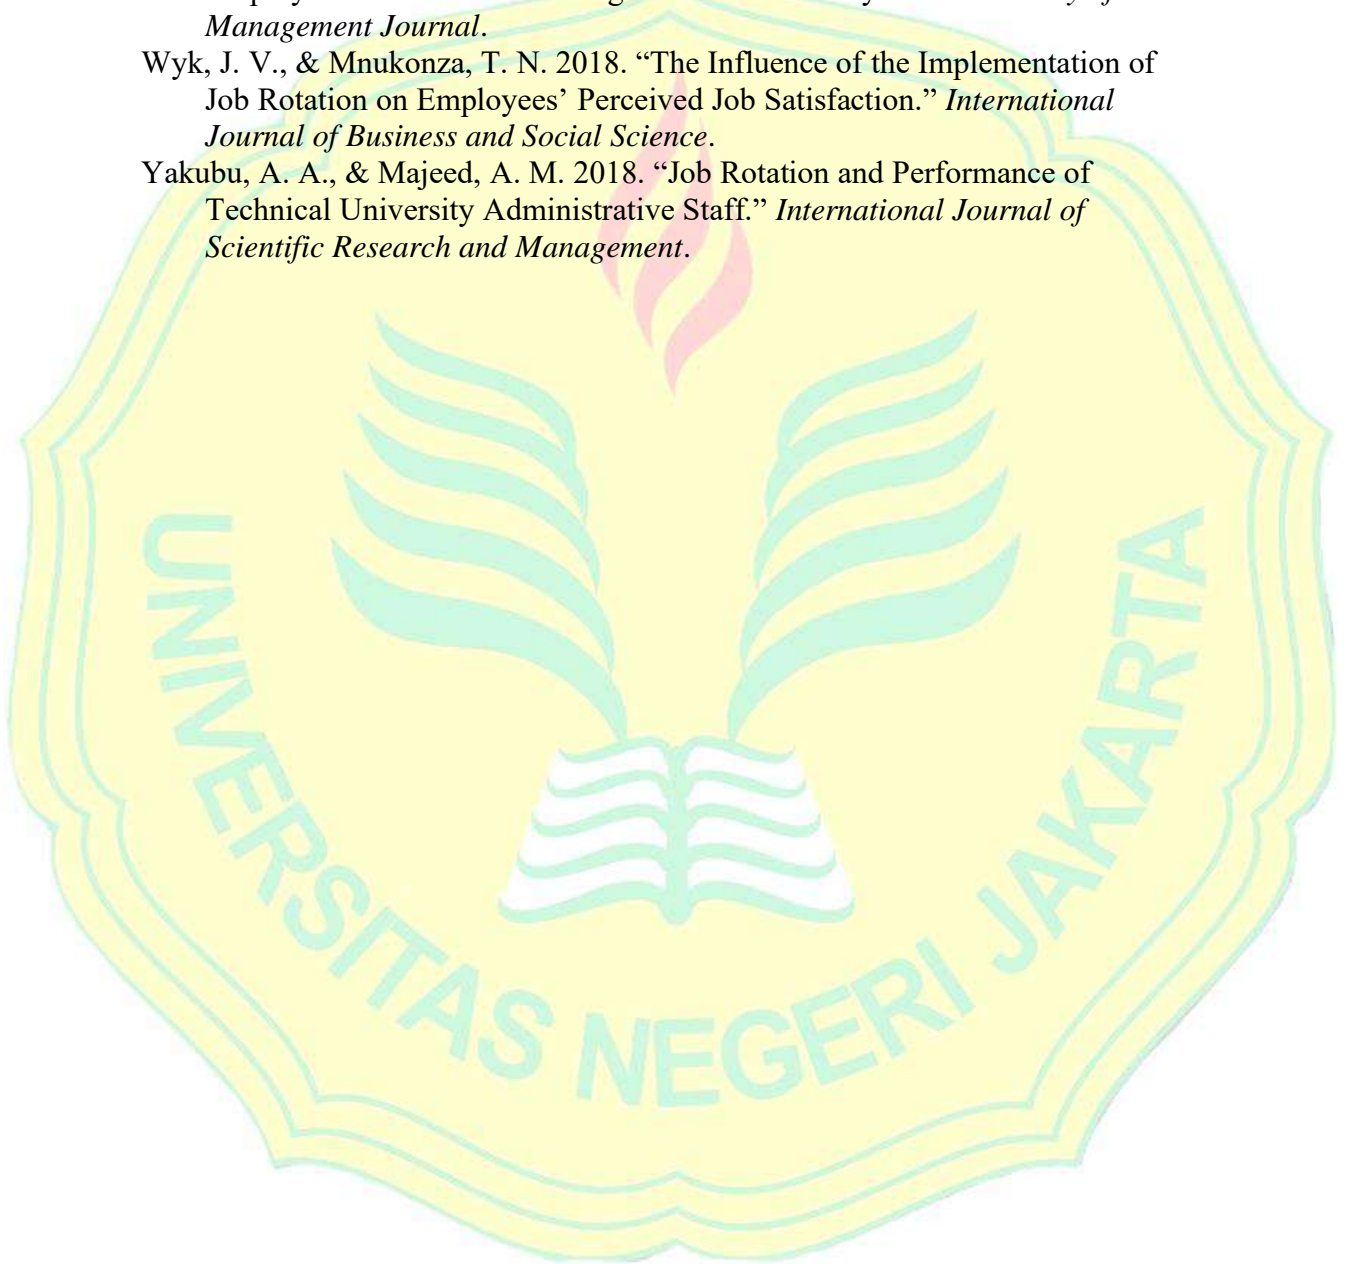 Management Journal.
Wyk, J. V., & Mnukonza, T. N. 2018. “The Influence of the Implementation of
Job Rotation on Employees’ Perceived Job Satisfaction.” International
Journal of Business and Social Science.
Yakubu, A. A., & Majeed, A. M. 2018. “Job Rotation and Performance of
Technical University Administrative Staff.” International Journal of
Scientific Research and Management.
UNIVERSITAS NEGERI JAKARTA